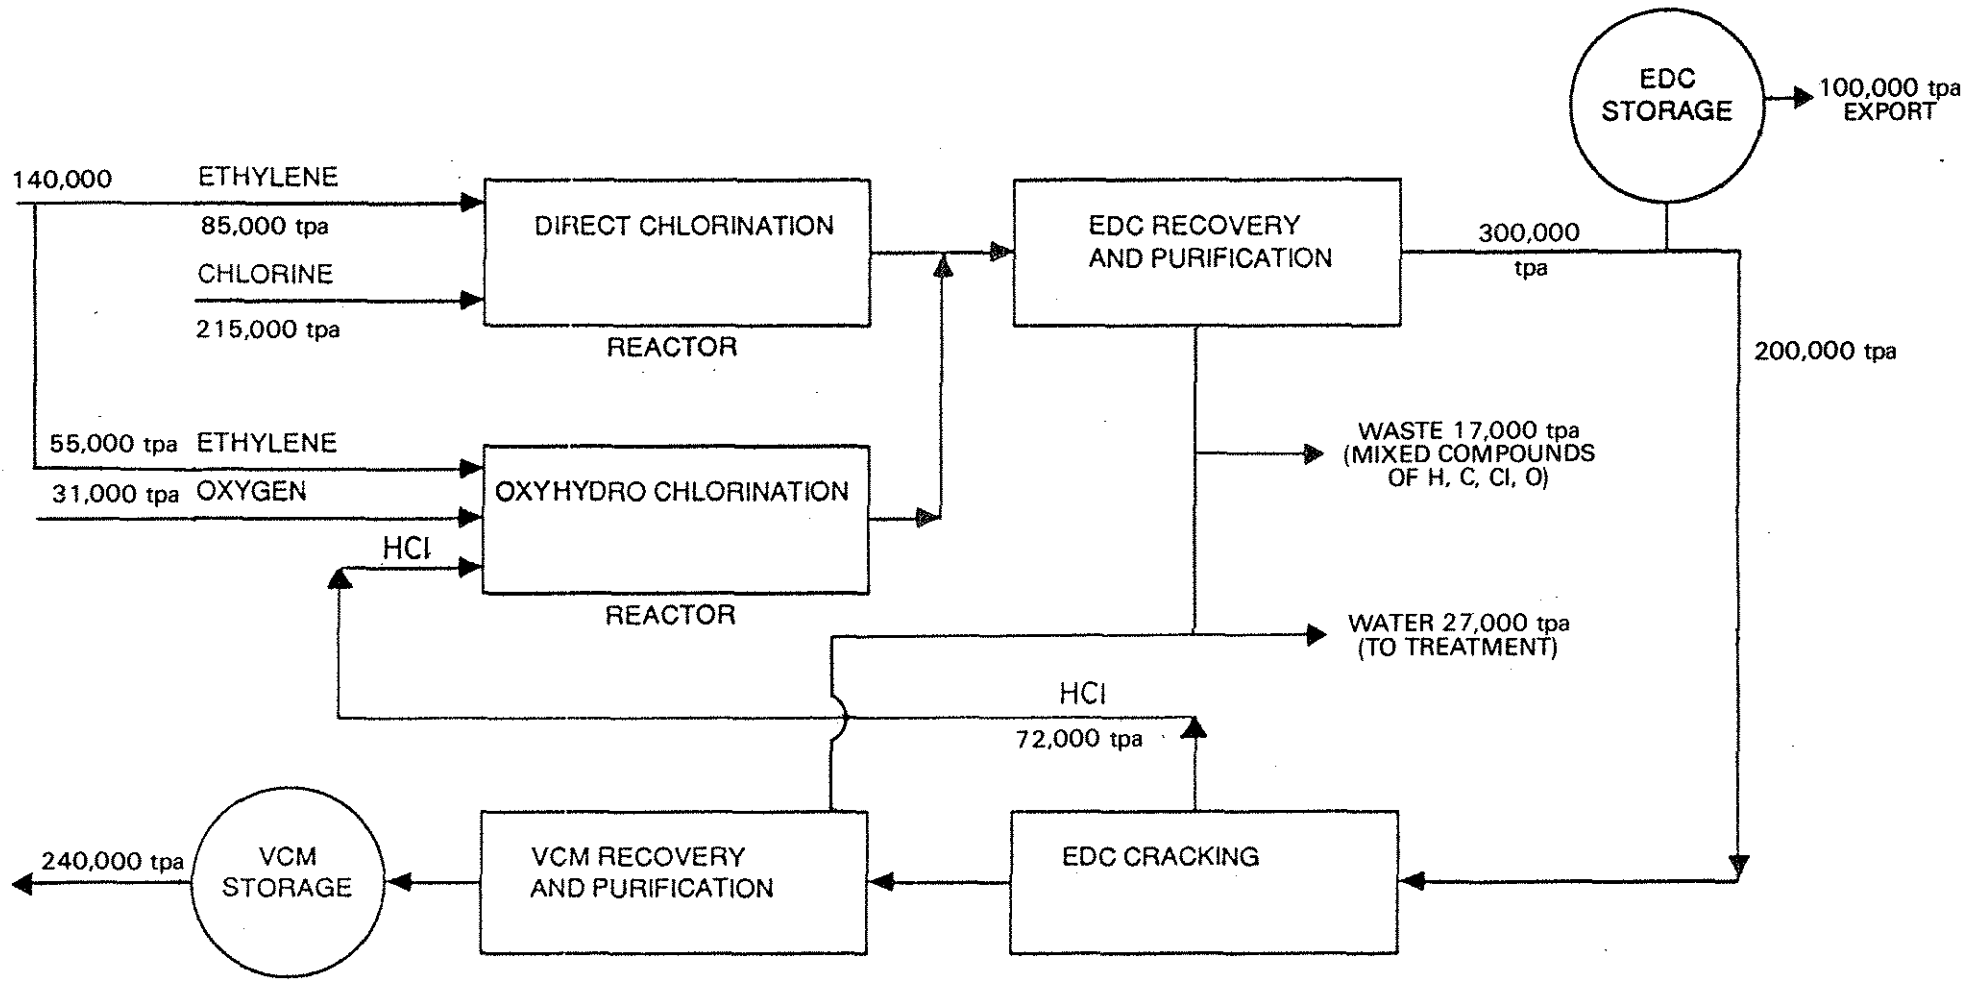 EDC
STORAGE
100,000 tpa
EXPORT
140,000
ETHYLENE
85,000 tpa
CHLORINE
215,000 tpa
DIRECT CHLORINATION
REACTOR
EDC RECOVERY
AND PURIFICATION
300,000
tpa
200,000 tpa
55,000 tpa ETHYLENE
31,000 tpa OXYGEN
HCl
OXYHYDRO CHLORINATION
REACTOR
WASTE 17,000 tpa
(MIXED COMPOUNDS
OF H, C, Cl, O)
WATER 27,000 tpa
(TO TREATMENT)
HCl
72,000 tpa
240,000 tpa
VCM
STORAGE
VCM RECOVERY
AND PURIFICATION
EDC CRACKING